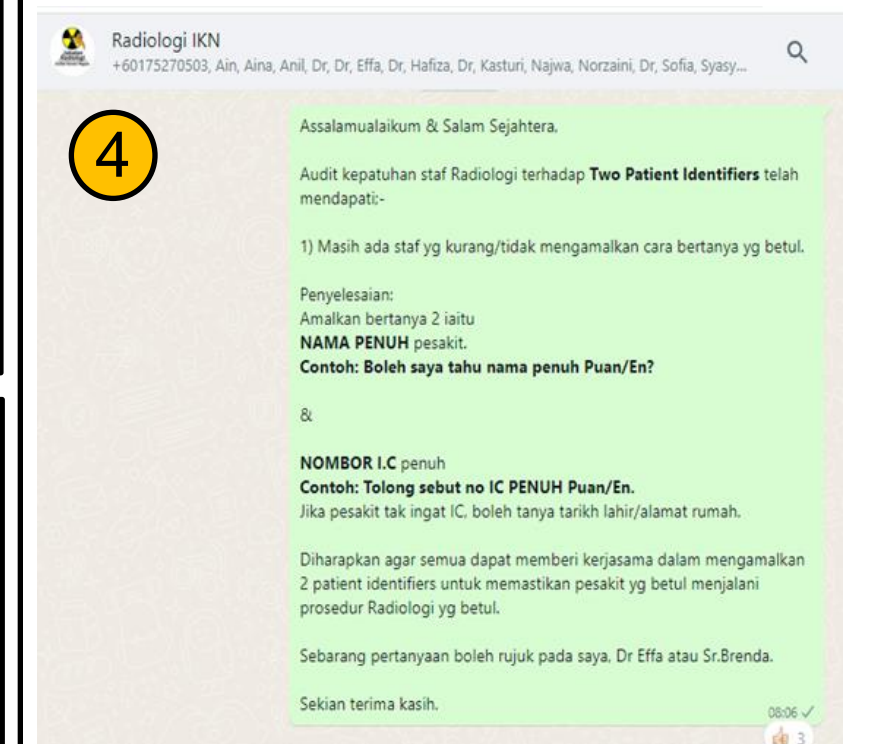 Radiologi IKN
+60175270503, Ain, Aina, Anil, Dr, Dr, Effa, Dr, Hafiza, Dr, Kasturi, Najwa, Norzaini, Dr, Sofia, Syasy...
4
Assalamualaikum & Salam Sejahtera,
Audit kepatuhan staf Radiologi terhadap Two Patient Identifiers telah
mendapati:-
1) Masih ada staf yg kurang/tidak mengamalkan cara bertanya yg betul.
Penyelesaian:
Amalkan bertanya 2 iaitu
NAMA PENUH pesakit.
Contoh: Boleh saya tahu nama penuh Puan/En?
&
NOMBOR I.C penuh
Contoh: Tolong sebut no IC PENUH Puan/En.
Jika pesakit tak ingat IC, boleh tanya tarikh lahir/alamat rumah.
Diharapkan agar semua dapat memberi kerjasama dalam mengamalkan
2 patient identifiers untuk memastikan pesakit yg betul menjalani
prosedur Radiologi yg betul.
Sebarang pertanyaan boleh rujuk pada saya, Dr Effa atau Sr.Brenda.
Sekian terima kasih.
08:06
3